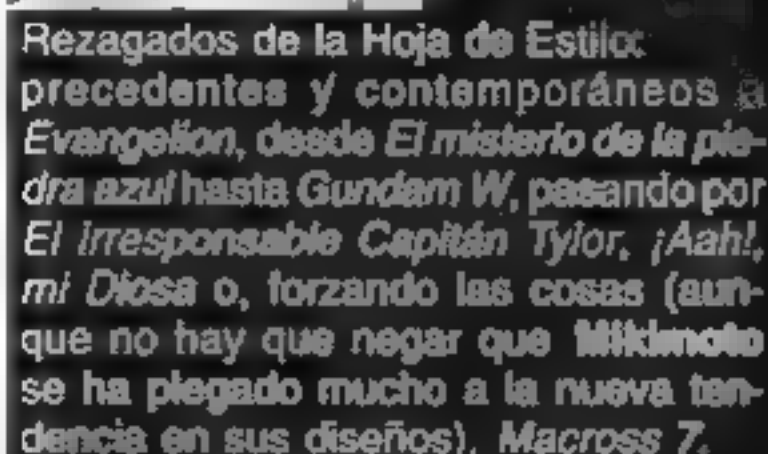 Rezagados de la Hoja de Estilo:
precedentes y contemporáneos a
Evangelion, desde El misterio de la pie-
dra azul hasta Gundam W, pasando por
El irresponsable Capitán Tylor, ¡Aah!,
mi Diosa o, forzando las cosas (aun-
que no hay que negar que Mikimoto
se ha plegado mucho a la nueva ten-
dencia en sus diseños), Macross 7.